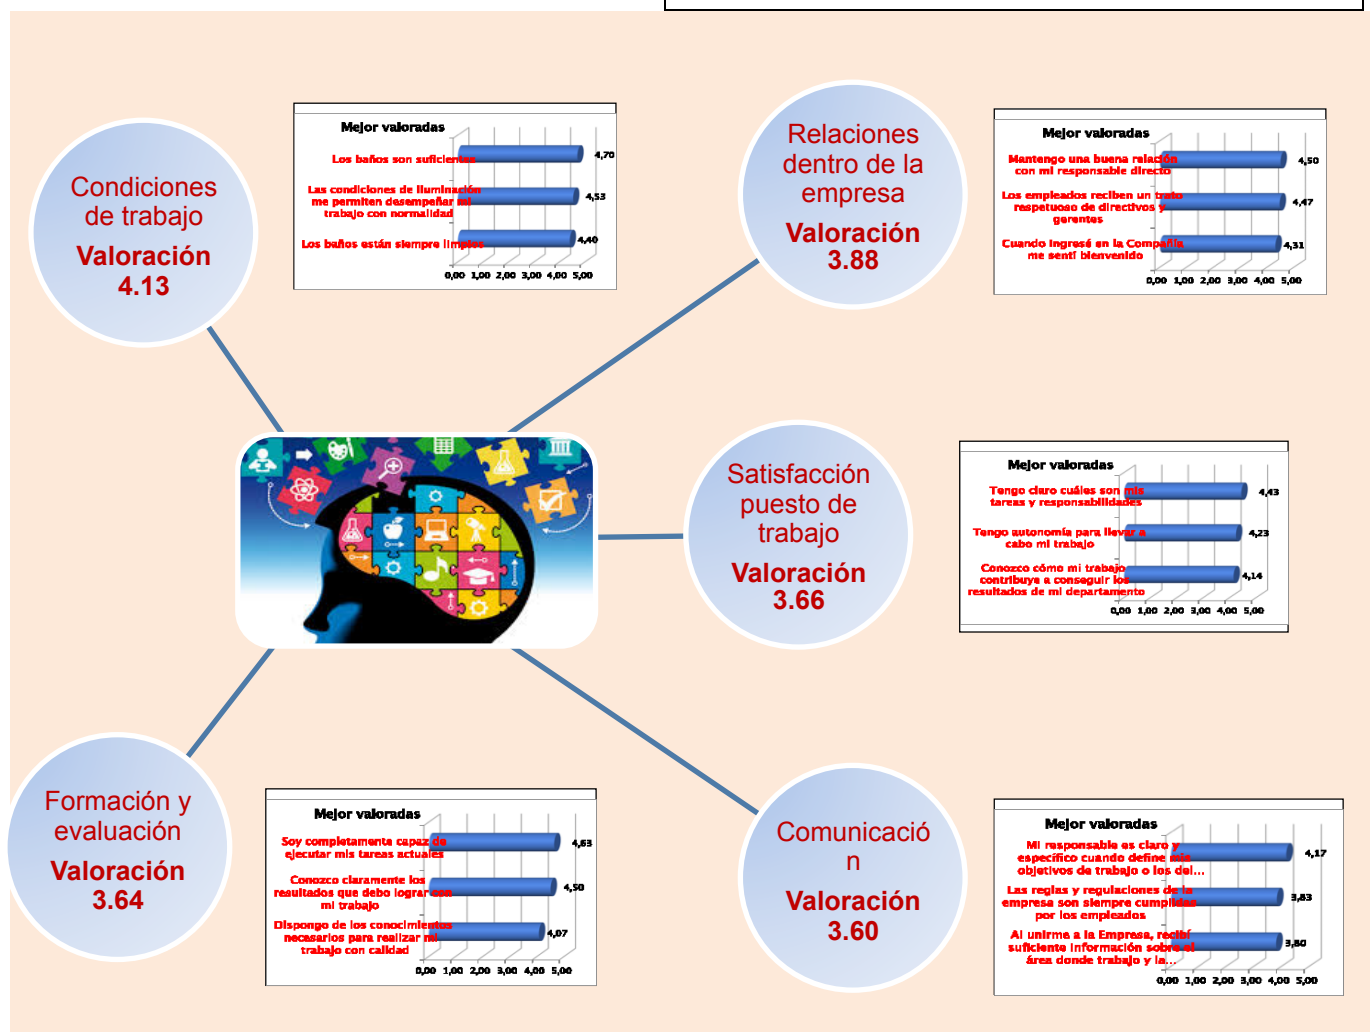 Condiciones
de trabajo
Valoración
4.13
Mejor valoradas
Los baños son suficientes
4,70
Las condiciones de iluminación
me permiten desempeñar mi
trabajo con normalidad
4,53
Los baños están siempre limpios
4,40
0,00 1,00 2,00 3,00 4,00 5,00
Relaciones
dentro de la
empresa
Valoración
3.88
Mejor valoradas
Mantengo una buena relación
con mi responsable directo
4,50
Los empleados reciben un trato
respetuoso de directivos y
gerentes
4,47
Cuando ingresé en la Compañía
me sentí bienvenido
4,31
0,00 1,00 2,00 3,00 4,00 5,00
Satisfacción
puesto de
trabajo
Valoración
3.66
Mejor valoradas
Tengo claro cuáles son mis
tareas y responsabilidades
4,43
Tengo autonomía para llevar a
cabo mi trabajo
4,23
Conozco cómo mi trabajo
contribuye a conseguir los
resultados de mi departamento
4,14
0,00 1,00 2,00 3,00 4,00 5,00
Formación y
evaluación
Valoración
3.64
Mejor valoradas
Soy completamente capaz de
ejecutar mis tareas actuales
4,63
Conozco claramente los
resultados que debo lograr con
mi trabajo
4,50
Dispongo de los conocimientos
necesarios para realizar mi
trabajo con calidad
4,07
0,00 1,00 2,00 3,00 4,00 5,00
Comunicació
n
Valoración
3.60
Mejor valoradas
Mi responsable es claro y
específico cuando define mis
objetivos de trabajo o los del...
4,17
Las reglas y regulaciones de la
empresa son siempre cumplidas
por los empleados
3,83
Al unirme a la Empresa, recibí
suficiente información sobre el
área donde trabajo y la...
3,80
0,00 1,00 2,00 3,00 4,00 5,00